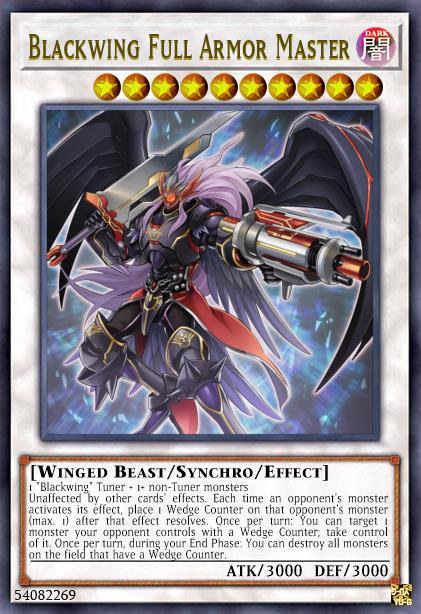 BLACKWING FULL ARMOR MASTER
DARK
闇
[WINGED BEAST/SYNCHRO/EFFECT]
1 "Blackwing" Tuner + 1+ non-Tuner monsters
Unaffected by other cards' effects. Each time an opponent's monster
activates its effect, place 1 Wedge Counter on that opponent's monster
(max. 1) after that effect resolves. Once per turn: You can target 1
monster your opponent controls with a Wedge Counter; take control
of it. Once per turn, during your End Phase: You can destroy all monsters
on the field that have a Wedge Counter.
ATK/3000 DEF/3000
54082269